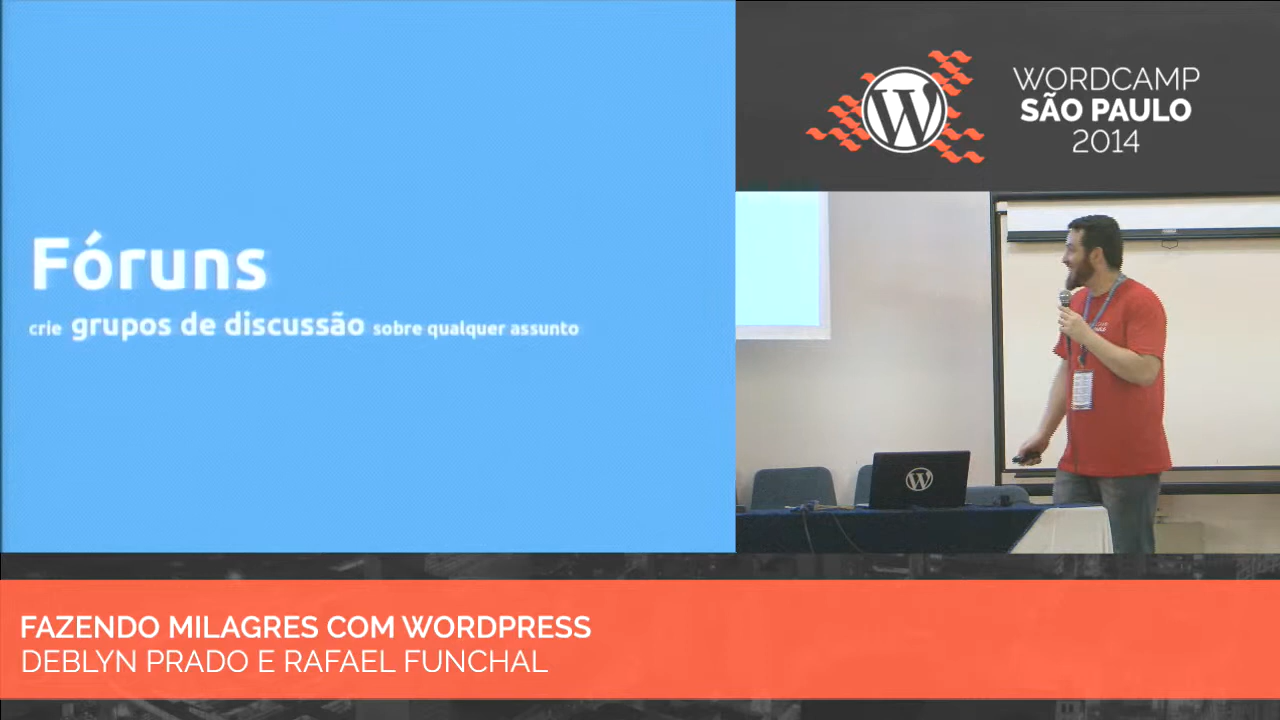 Fóruns
crie grupos de discussão sobre qualquer assunto
WORDCAMP
SÃO PAULO
2014
FAZENDO MILAGRES COM WORDPRESS
DEBLYN PRADO E RAFAEL FUNCHAL